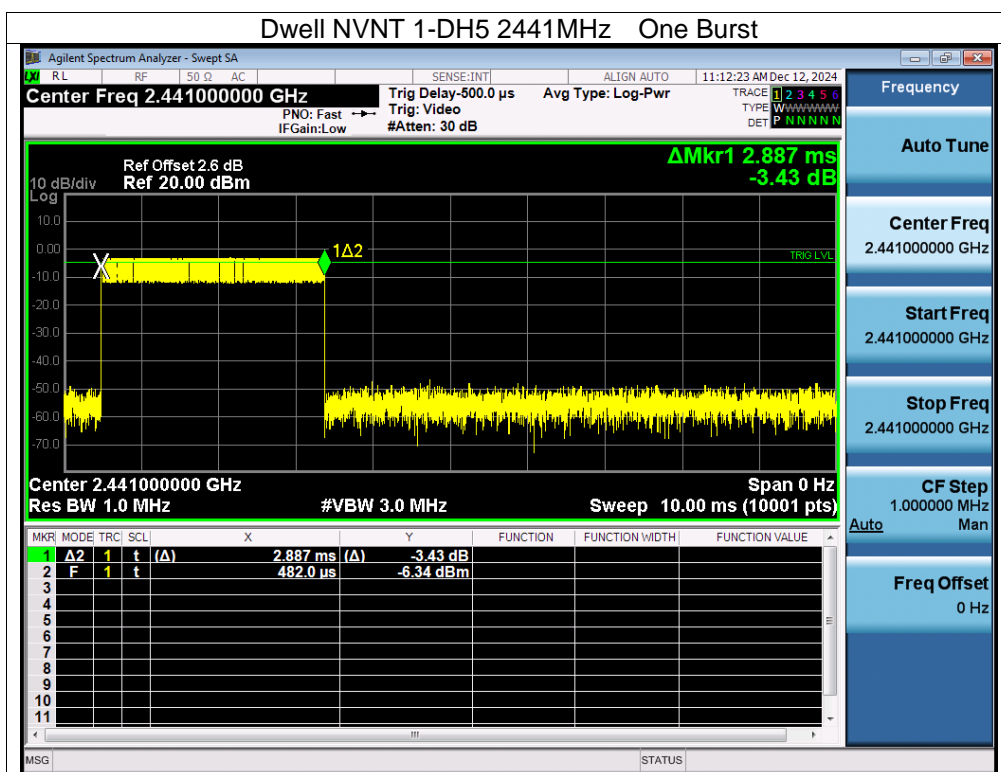 Dwell NVNT 1-DH5 2441MHz One Burst
Agilent Spectrum Analyzer - Swept SA
LXI RL RF 50 Ω AC SENSE:INT ALIGN AUTO 11:12:23 AM Dec 12, 2024
Center Freq 2.441000000 GHz
PNO: Fast
IFGain:Low
Trig Delay-500.0 µs
Trig: Video
#Atten: 30 dB
Avg Type: Log-Pwr
TRACE 1 2 3 4 5 6
TYPE WWWWWWW
DET P N N N N N
ΔMkr1 2.887 ms
-3.43 dB
Ref Offset 2.6 dB
10 dB/div Ref 20.00 dBm
Log
10.0
0.00
-10.0
-20.0
-30.0
-40.0
-50.0
-60.0
-70.0
1Δ2
TRIG LVL
Center 2.441000000 GHz Span 0 Hz
Res BW 1.0 MHz #VBW 3.0 MHz Sweep 10.00 ms (10001 pts)
MKR MODE TRC SCL X Y FUNCTION FUNCTION WIDTH FUNCTION VALUE
1 Δ2 1 t (Δ) 2.887 ms (Δ) -3.43 dB
2 F 1 t 482.0 µs -6.34 dBm
3
4
5
6
7
8
9
10
11
MSG STATUS
Frequency
Auto Tune
Center Freq
2.441000000 GHz
Start Freq
2.441000000 GHz
Stop Freq
2.441000000 GHz
CF Step
1.000000 MHz
Auto Man
Freq Offset
0 Hz